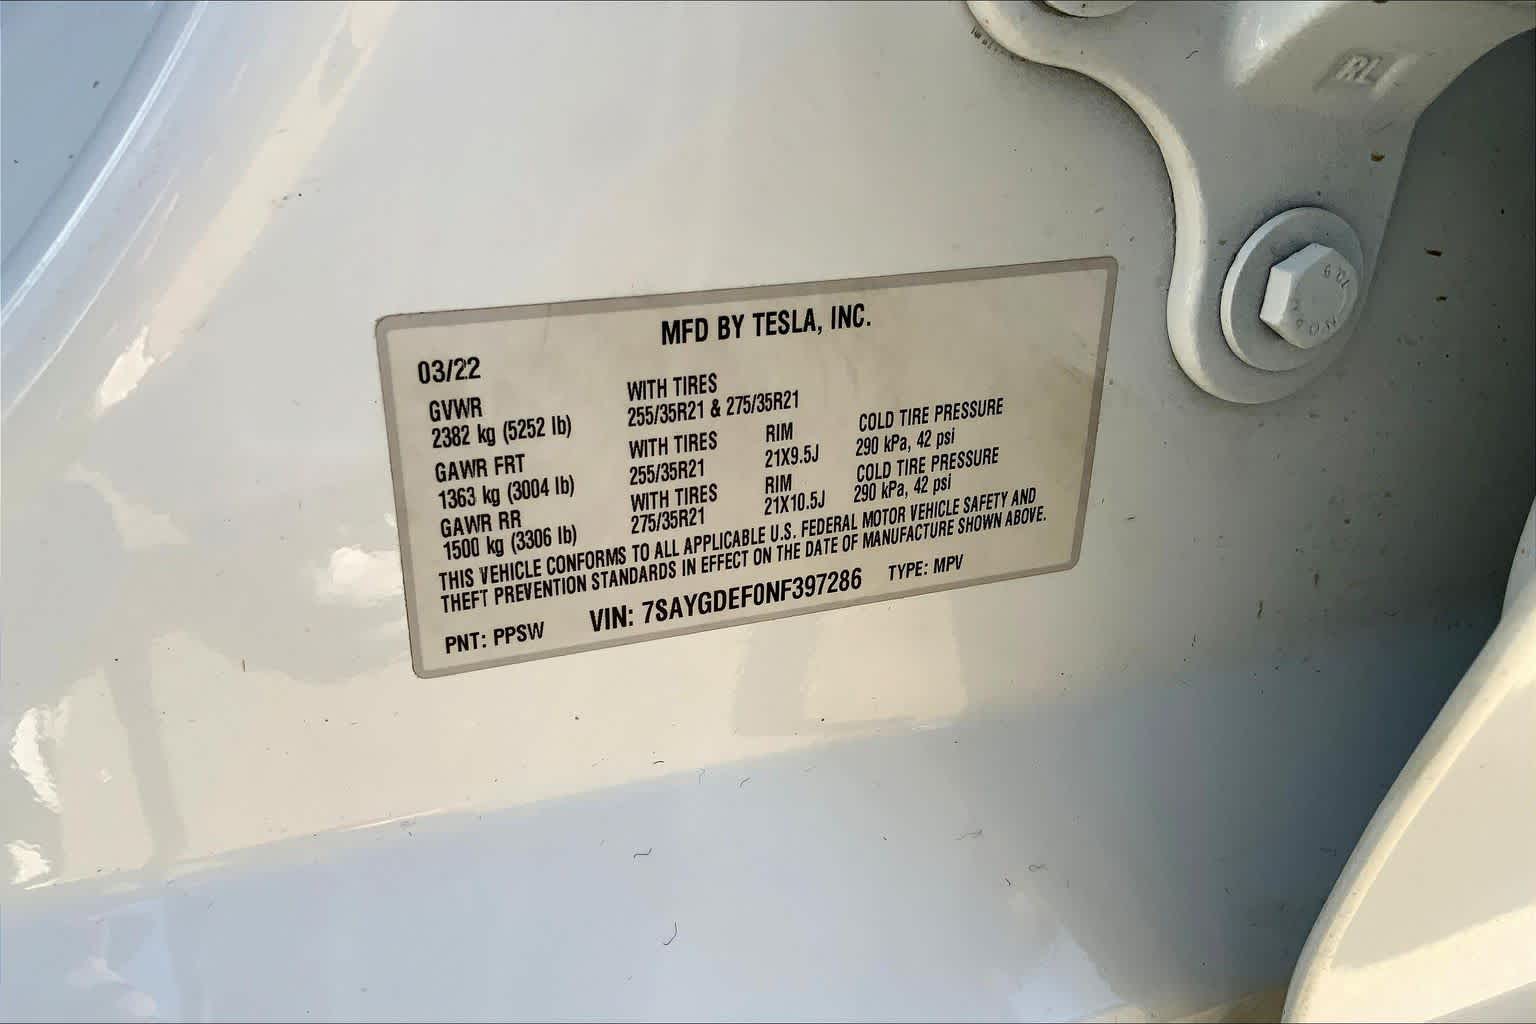 MFD BY TESLA, INC.
03/22
GVWR
2382 kg (5252 lb)
WITH TIRES
255/35R21 & 275/35R21
GAWR FRT
1363 kg (3004 lb)
WITH TIRES
255/35R21
RIM
21X9.5J
COLD TIRE PRESSURE
290 kPa, 42 psi
GAWR RR
1500 kg (3306 lb)
WITH TIRES
275/35R21
RIM
21X10.5J
COLD TIRE PRESSURE
290 kPa, 42 psi
THIS VEHICLE CONFORMS TO ALL APPLICABLE U.S. FEDERAL MOTOR VEHICLE SAFETY AND
THEFT PREVENTION STANDARDS IN EFFECT ON THE DATE OF MANUFACTURE SHOWN ABOVE.
PNT: PPSW
VIN: 7SAYGDEF0NF397286
TYPE: MPV